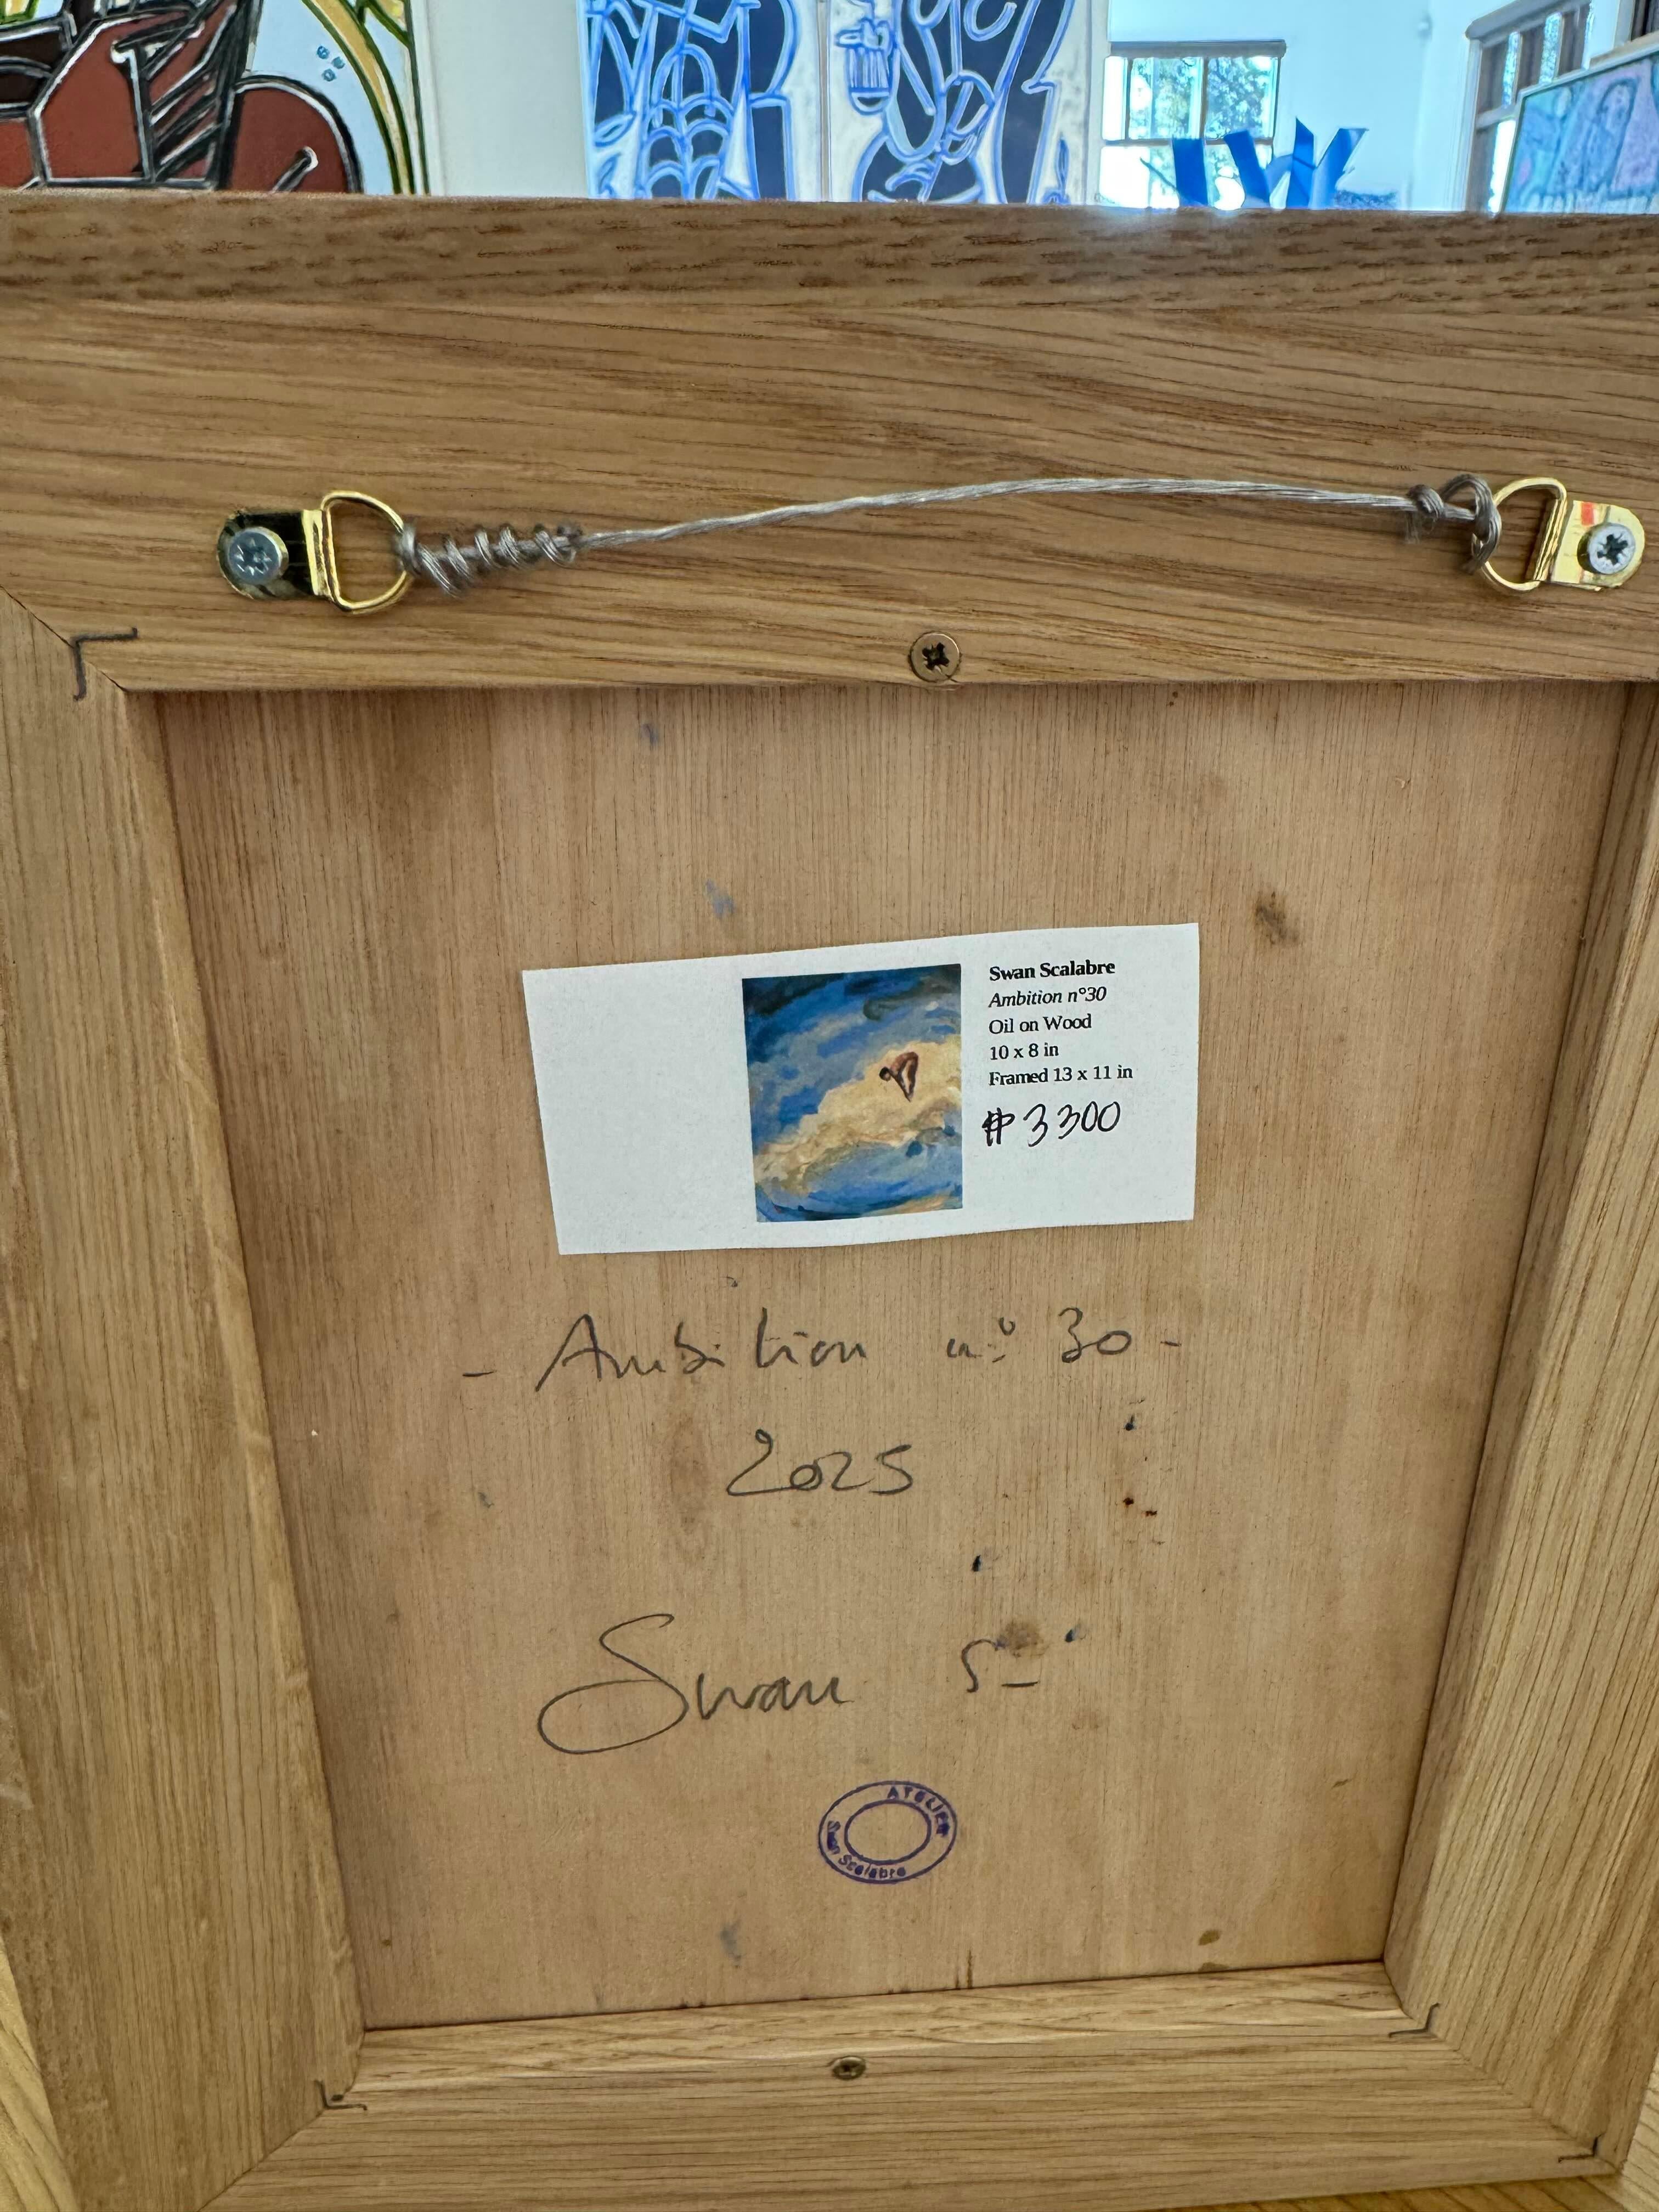 Swan Scalabre
Ambition n°30
Oil on Wood
10 x 8 in
Framed 13 x 11 in
$3300
- Ambition n° 30 -
2025
Swan S
ATELIER
Swan Scalabre